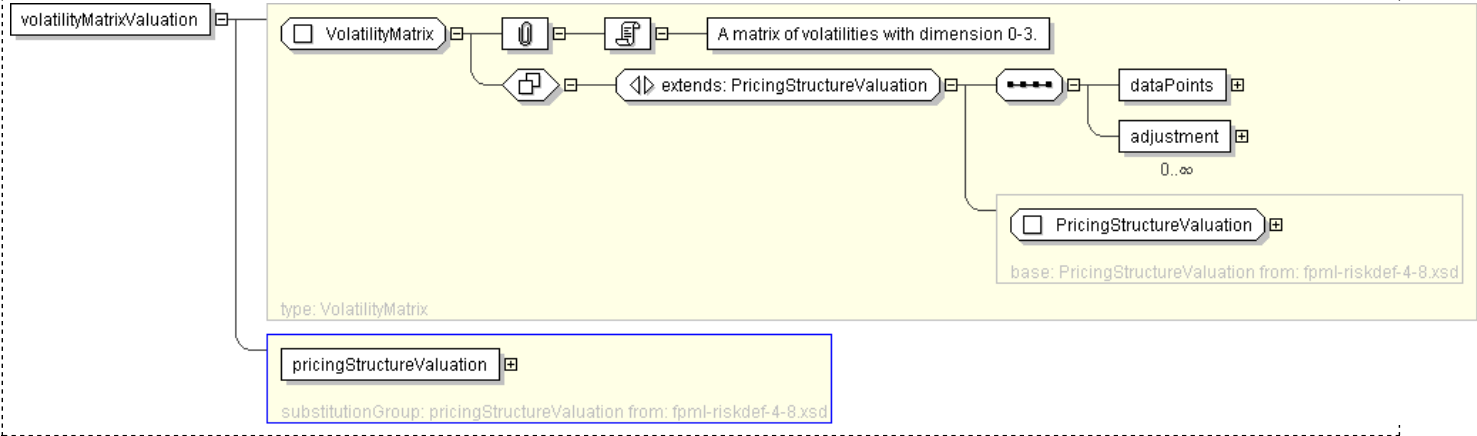 volatilityMatrixValuation
VolatilityMatrix
A matrix of volatilities with dimension 0-3.
extends: PricingStructureValuation
dataPoints
adjustment
0..∞
PricingStructureValuation
base: PricingStructureValuation from: fpml-riskdef-4-8.xsd
type: VolatilityMatrix
pricingStructureValuation
substitutionGroup: pricingStructureValuation from: fpml-riskdef-4-8.xsd